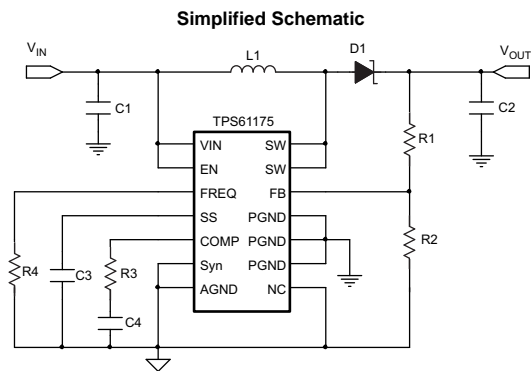 Simplified Schematic
VIN
L1
D1
VOUT
C1
TPS61175
C2
VIN
SW
EN
SW
R1
FREQ
FB
SS
PGND
R4
C3
R3
COMP
PGND
R2
Syn
PGND
C4
AGND
NC